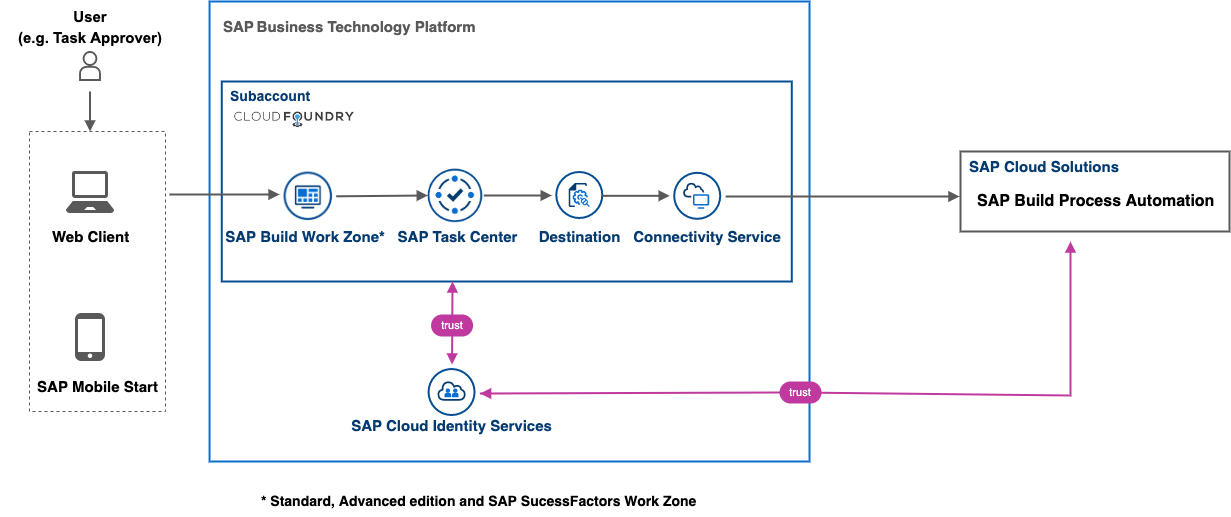 User
(e.g. Task Approver)
SAP Business Technology Platform
Subaccount
CLOUD FOUNDRY
Web Client
SAP Build Work Zone*
SAP Task Center
Destination
Connectivity Service
SAP Cloud Solutions
SAP Build Process Automation
trust
SAP Mobile Start
trust
SAP Cloud Identity Services
* Standard, Advanced edition and SAP SucessFactors Work Zone